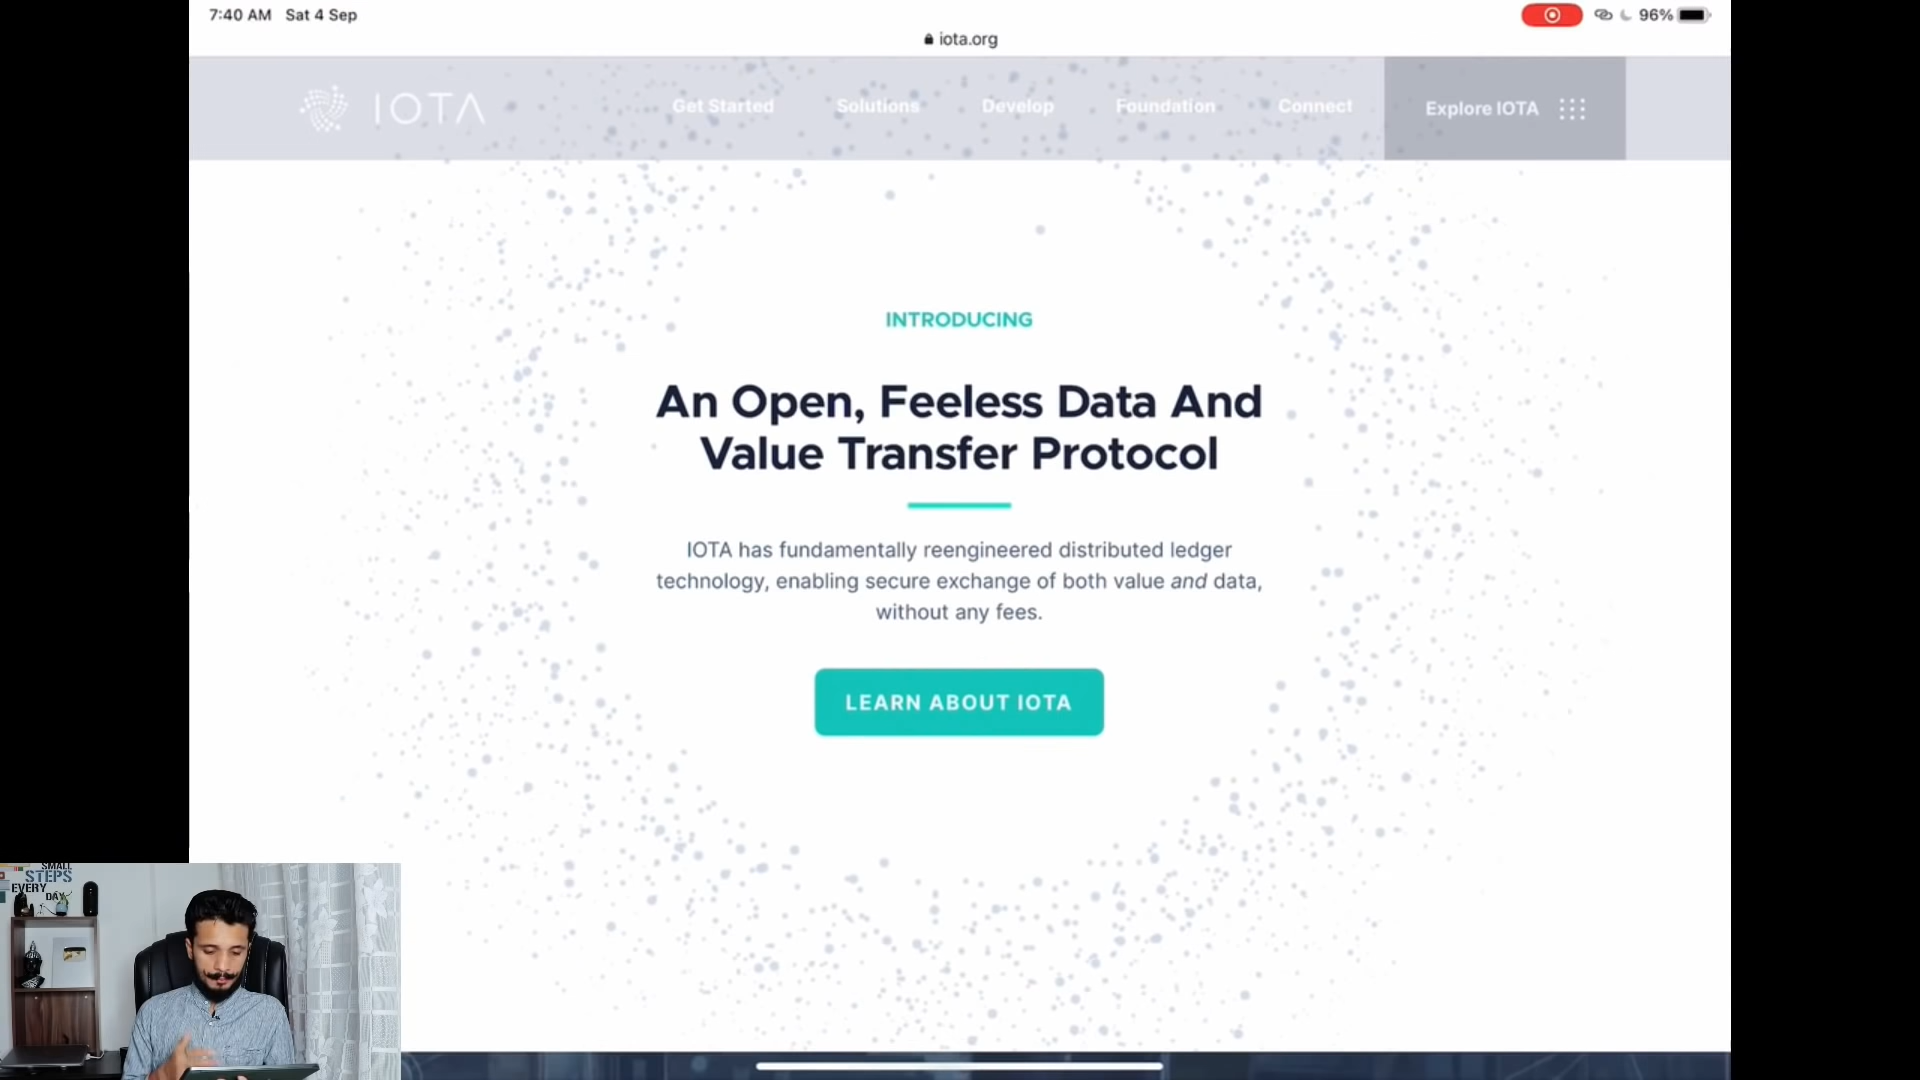 7:40 AM Sat 4 Sep
96%
iota.org
IOTA
Get Started
Solutions
Develop
Foundation
Connect
Explore IOTA
INTRODUCING
An Open, Feeless Data And
Value Transfer Protocol
IOTA has fundamentally reengineered distributed ledger
technology, enabling secure exchange of both value and data,
without any fees.
LEARN ABOUT IOTA
SMALL
STEPS
EVERY
DAY